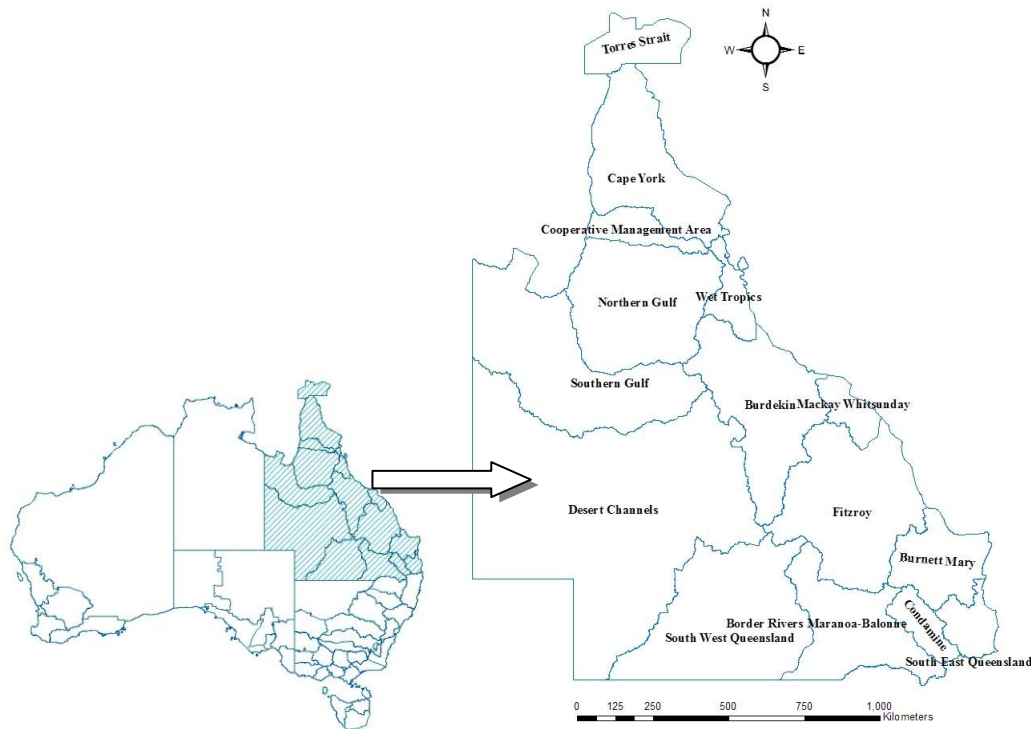 N
W E
S
Torres Strait
Cape York
Cooperative Management Area
Northern Gulf
Wet Tropics
Southern Gulf
Burdekin
Mackay Whitsunday
Desert Channels
Fitzroy
Burnett Mary
Condamine
Border Rivers Maranoa-Balonne
South West Queensland
South East Queensland
0 125 250 500 750 1,000
Kilometers